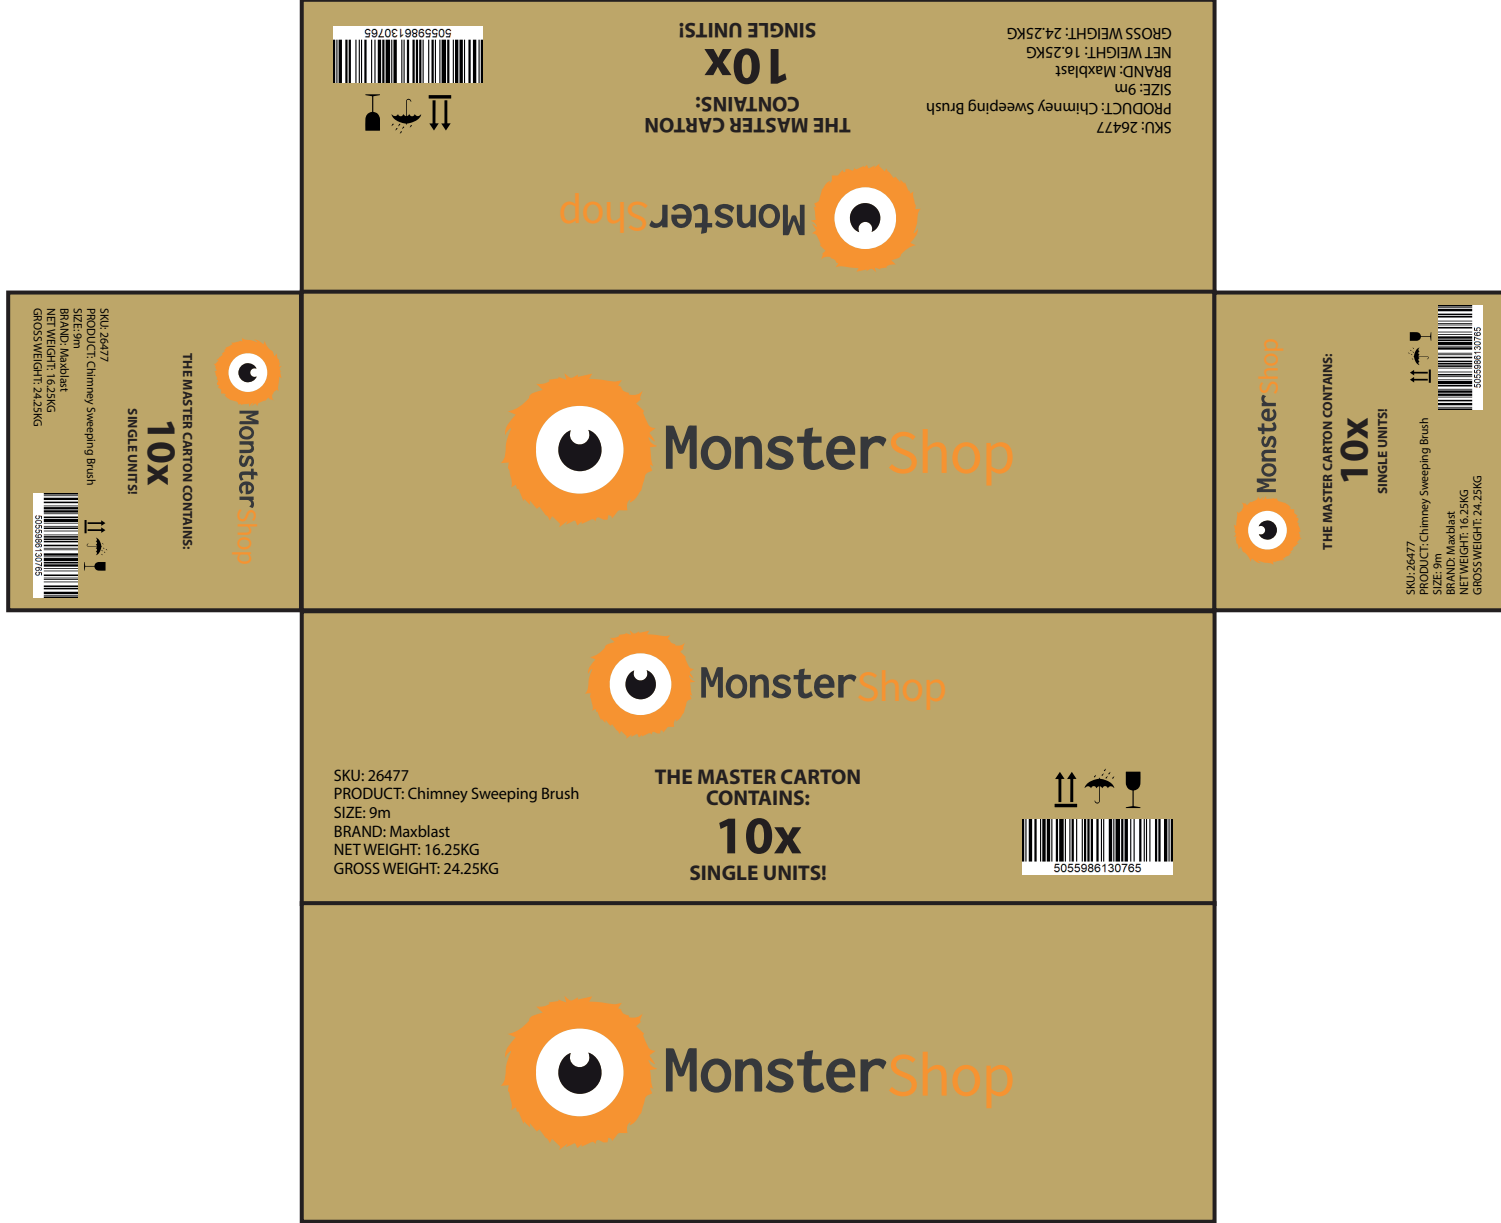 5055986130765
THE MASTER CARTON
CONTAINS:
10x
SINGLE UNITS!
SKU: 26477
PRODUCT: Chimney Sweeping Brush
SIZE: 9m
BRAND: Maxblast
NET WEIGHT: 16.25KG
GROSS WEIGHT: 24.25KG
MonsterShop
MonsterShop
THE MASTER CARTON CONTAINS:
10x
SINGLE UNITS!
SKU: 26477
PRODUCT: Chimney Sweeping Brush
SIZE: 9m
BRAND: Maxblast
NET WEIGHT: 16.25KG
GROSS WEIGHT: 24.25KG
5055986130765
MonsterShop
MonsterShop
THE MASTER CARTON CONTAINS:
10x
SINGLE UNITS!
SKU: 26477
PRODUCT: Chimney Sweeping Brush
SIZE: 9m
BRAND: Maxblast
NET WEIGHT: 16.25KG
GROSS WEIGHT: 24.25KG
5055986130765
MonsterShop
SKU: 26477
PRODUCT: Chimney Sweeping Brush
SIZE: 9m
BRAND: Maxblast
NET WEIGHT: 16.25KG
GROSS WEIGHT: 24.25KG
THE MASTER CARTON
CONTAINS:
10x
SINGLE UNITS!
5055986130765
MonsterShop